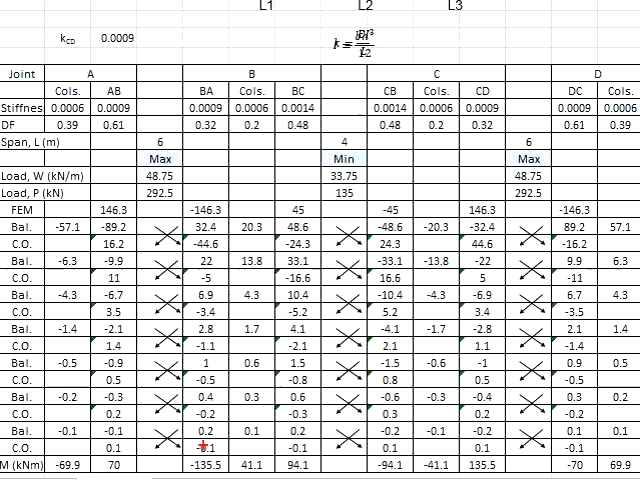 L1 L2 L3
k_CD 0.0009
Joint A B C D
Cols. AB BA Cols. BC CB Cols. CD DC Cols.
Stiffnes 0.0006 0.0009 0.0009 0.0006 0.0014 0.0014 0.0006 0.0009 0.0009 0.0006
DF 0.39 0.61 0.32 0.2 0.48 0.48 0.2 0.32 0.61 0.39
Span, L (m) 6 4 6
Max Min Max
Load, W (kN/m) 48.75 33.75 48.75
Load, P (kN) 292.5 135 292.5
FEM 146.3 -146.3 45 -45 146.3 -146.3
Bal. -57.1 -89.2 32.4 20.3 48.6 -48.6 -20.3 -32.4 89.2 57.1
C.O. 16.2 -44.6 -24.3 24.3 44.6 -16.2
Bal. -6.3 -9.9 22 13.8 33.1 -33.1 -13.8 -22 9.9 6.3
C.O. 11 -5 -16.6 16.6 5 -11
Bal. -4.3 -6.7 6.9 4.3 10.4 -10.4 -4.3 -6.9 6.7 4.3
C.O. 3.5 -3.4 -5.2 5.2 3.4 -3.5
Bal. -1.4 -2.1 2.8 1.7 4.1 -4.1 -1.7 -2.8 2.1 1.4
C.O. 1.4 -1.1 -2.1 2.1 1.1 -1.4
Bal. -0.5 -0.9 1 0.6 1.5 -1.5 -0.6 -1 0.9 0.5
C.O. 0.5 -0.5 -0.8 0.8 0.5 -0.5
Bal. -0.2 -0.3 0.4 0.3 0.6 -0.6 -0.3 -0.4 0.3 0.2
C.O. 0.2 -0.2 -0.3 0.3 0.2 -0.2
Bal. -0.1 -0.1 0.2 0.1 0.2 -0.2 -0.1 -0.2 0.1 0.1
C.O. 0.1 -0.1 -0.1 0.1 0.1 -0.1
M (kNm) -69.9 70 -135.5 41.1 94.1 -94.1 -41.1 135.5 -70 69.9